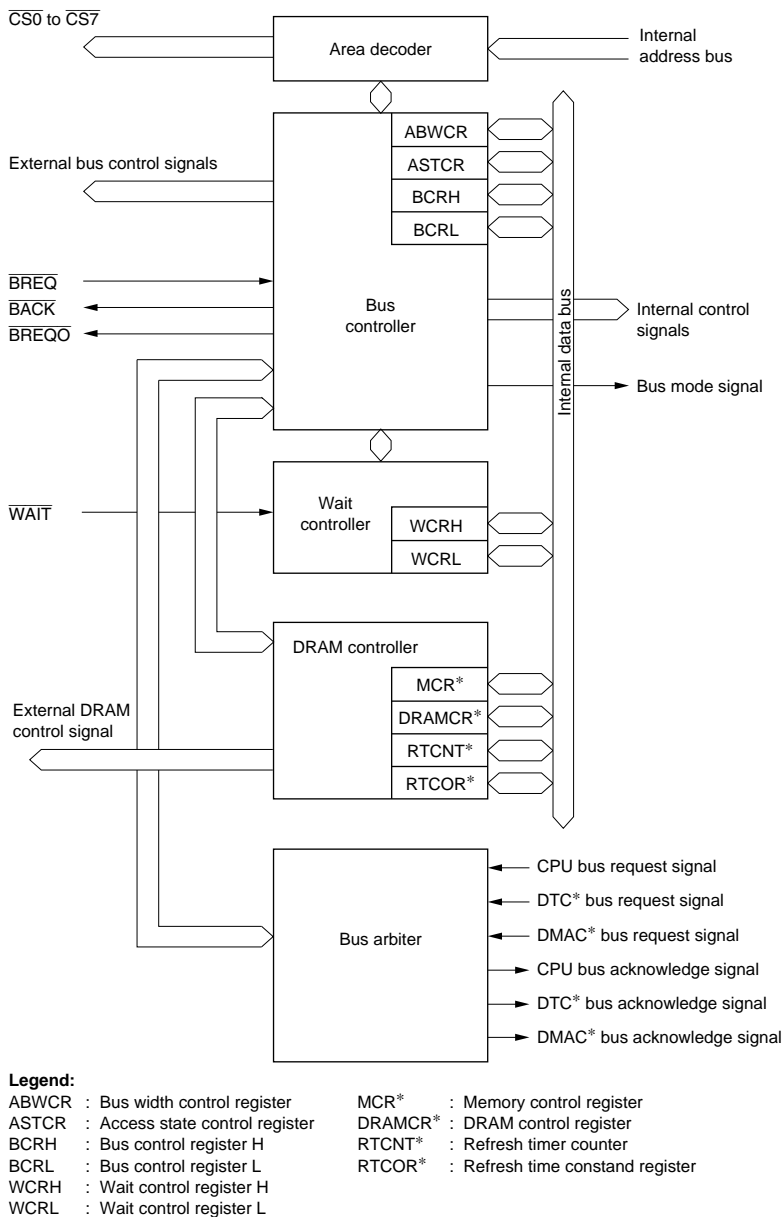 CS0 to CS7
Area decoder
Internal
address bus
ABWCR
ASTCR
BCRH
BCRL
External bus control signals
BREQ
BACK
BREQO
Bus
controller
Internal data bus
Internal control
signals
Bus mode signal
WAIT
Wait
controller
WCRH
WCRL
DRAM controller
MCR*
DRAMCR*
RTCNT*
RTCOR*
External DRAM
control signal
Bus arbiter
CPU bus request signal
DTC* bus request signal
DMAC* bus request signal
CPU bus acknowledge signal
DTC* bus acknowledge signal
DMAC* bus acknowledge signal
Legend:
ABWCR : Bus width control register
ASTCR : Access state control register
BCRH : Bus control register H
BCRL : Bus control register L
WCRH : Wait control register H
WCRL : Wait control register L
MCR* : Memory control register
DRAMCR* : DRAM control register
RTCNT* : Refresh timer counter
RTCOR* : Refresh time constand register